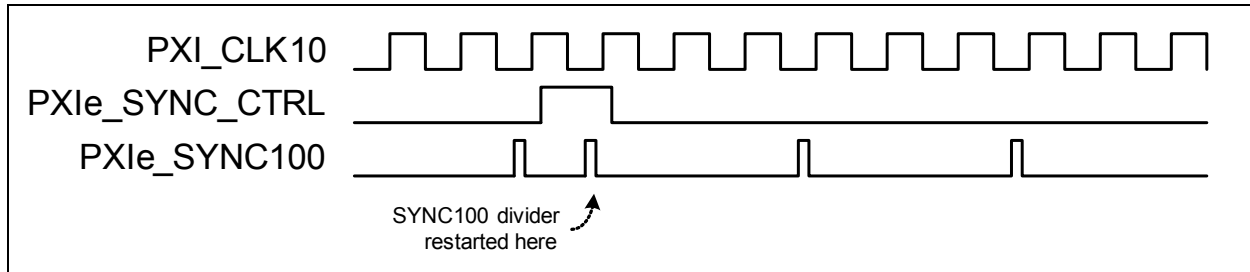 PXI_CLK10
PXIe_SYNC_CTRL
PXIe_SYNC100
SYNC100 divider
restarted here